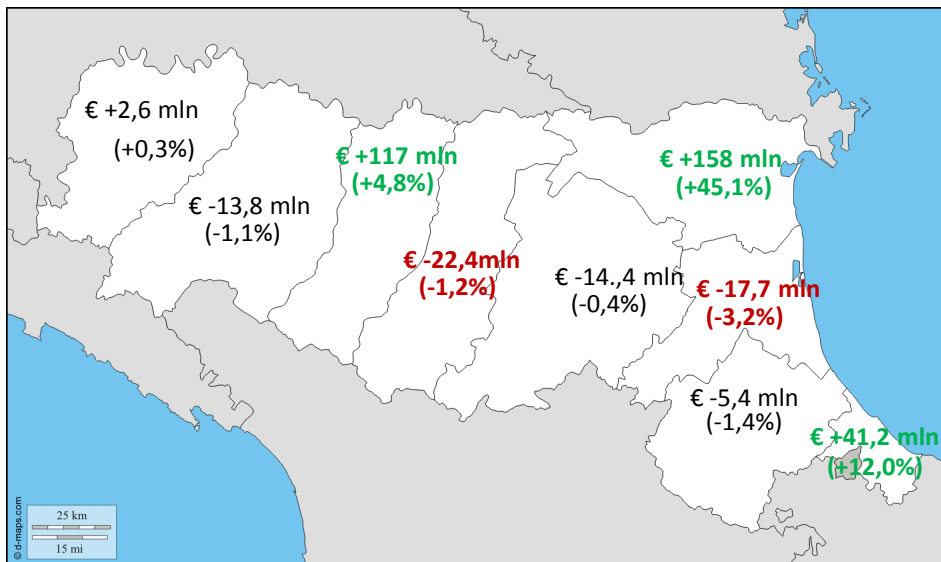 € +2,6 mln
(+0,3%)
€ -13,8 mln
(-1,1%)
€ +117 mln
(+4,8%)
€ -22,4mln
(-1,2%)
€ -14.,4 mln
(-0,4%)
€ +158 mln
(+45,1%)
€ -17,7 mln
(-3,2%)
€ -5,4 mln
(-1,4%)
€ +41,2 mln
(+12,0%)
© d-maps.com
25 km
15 mi